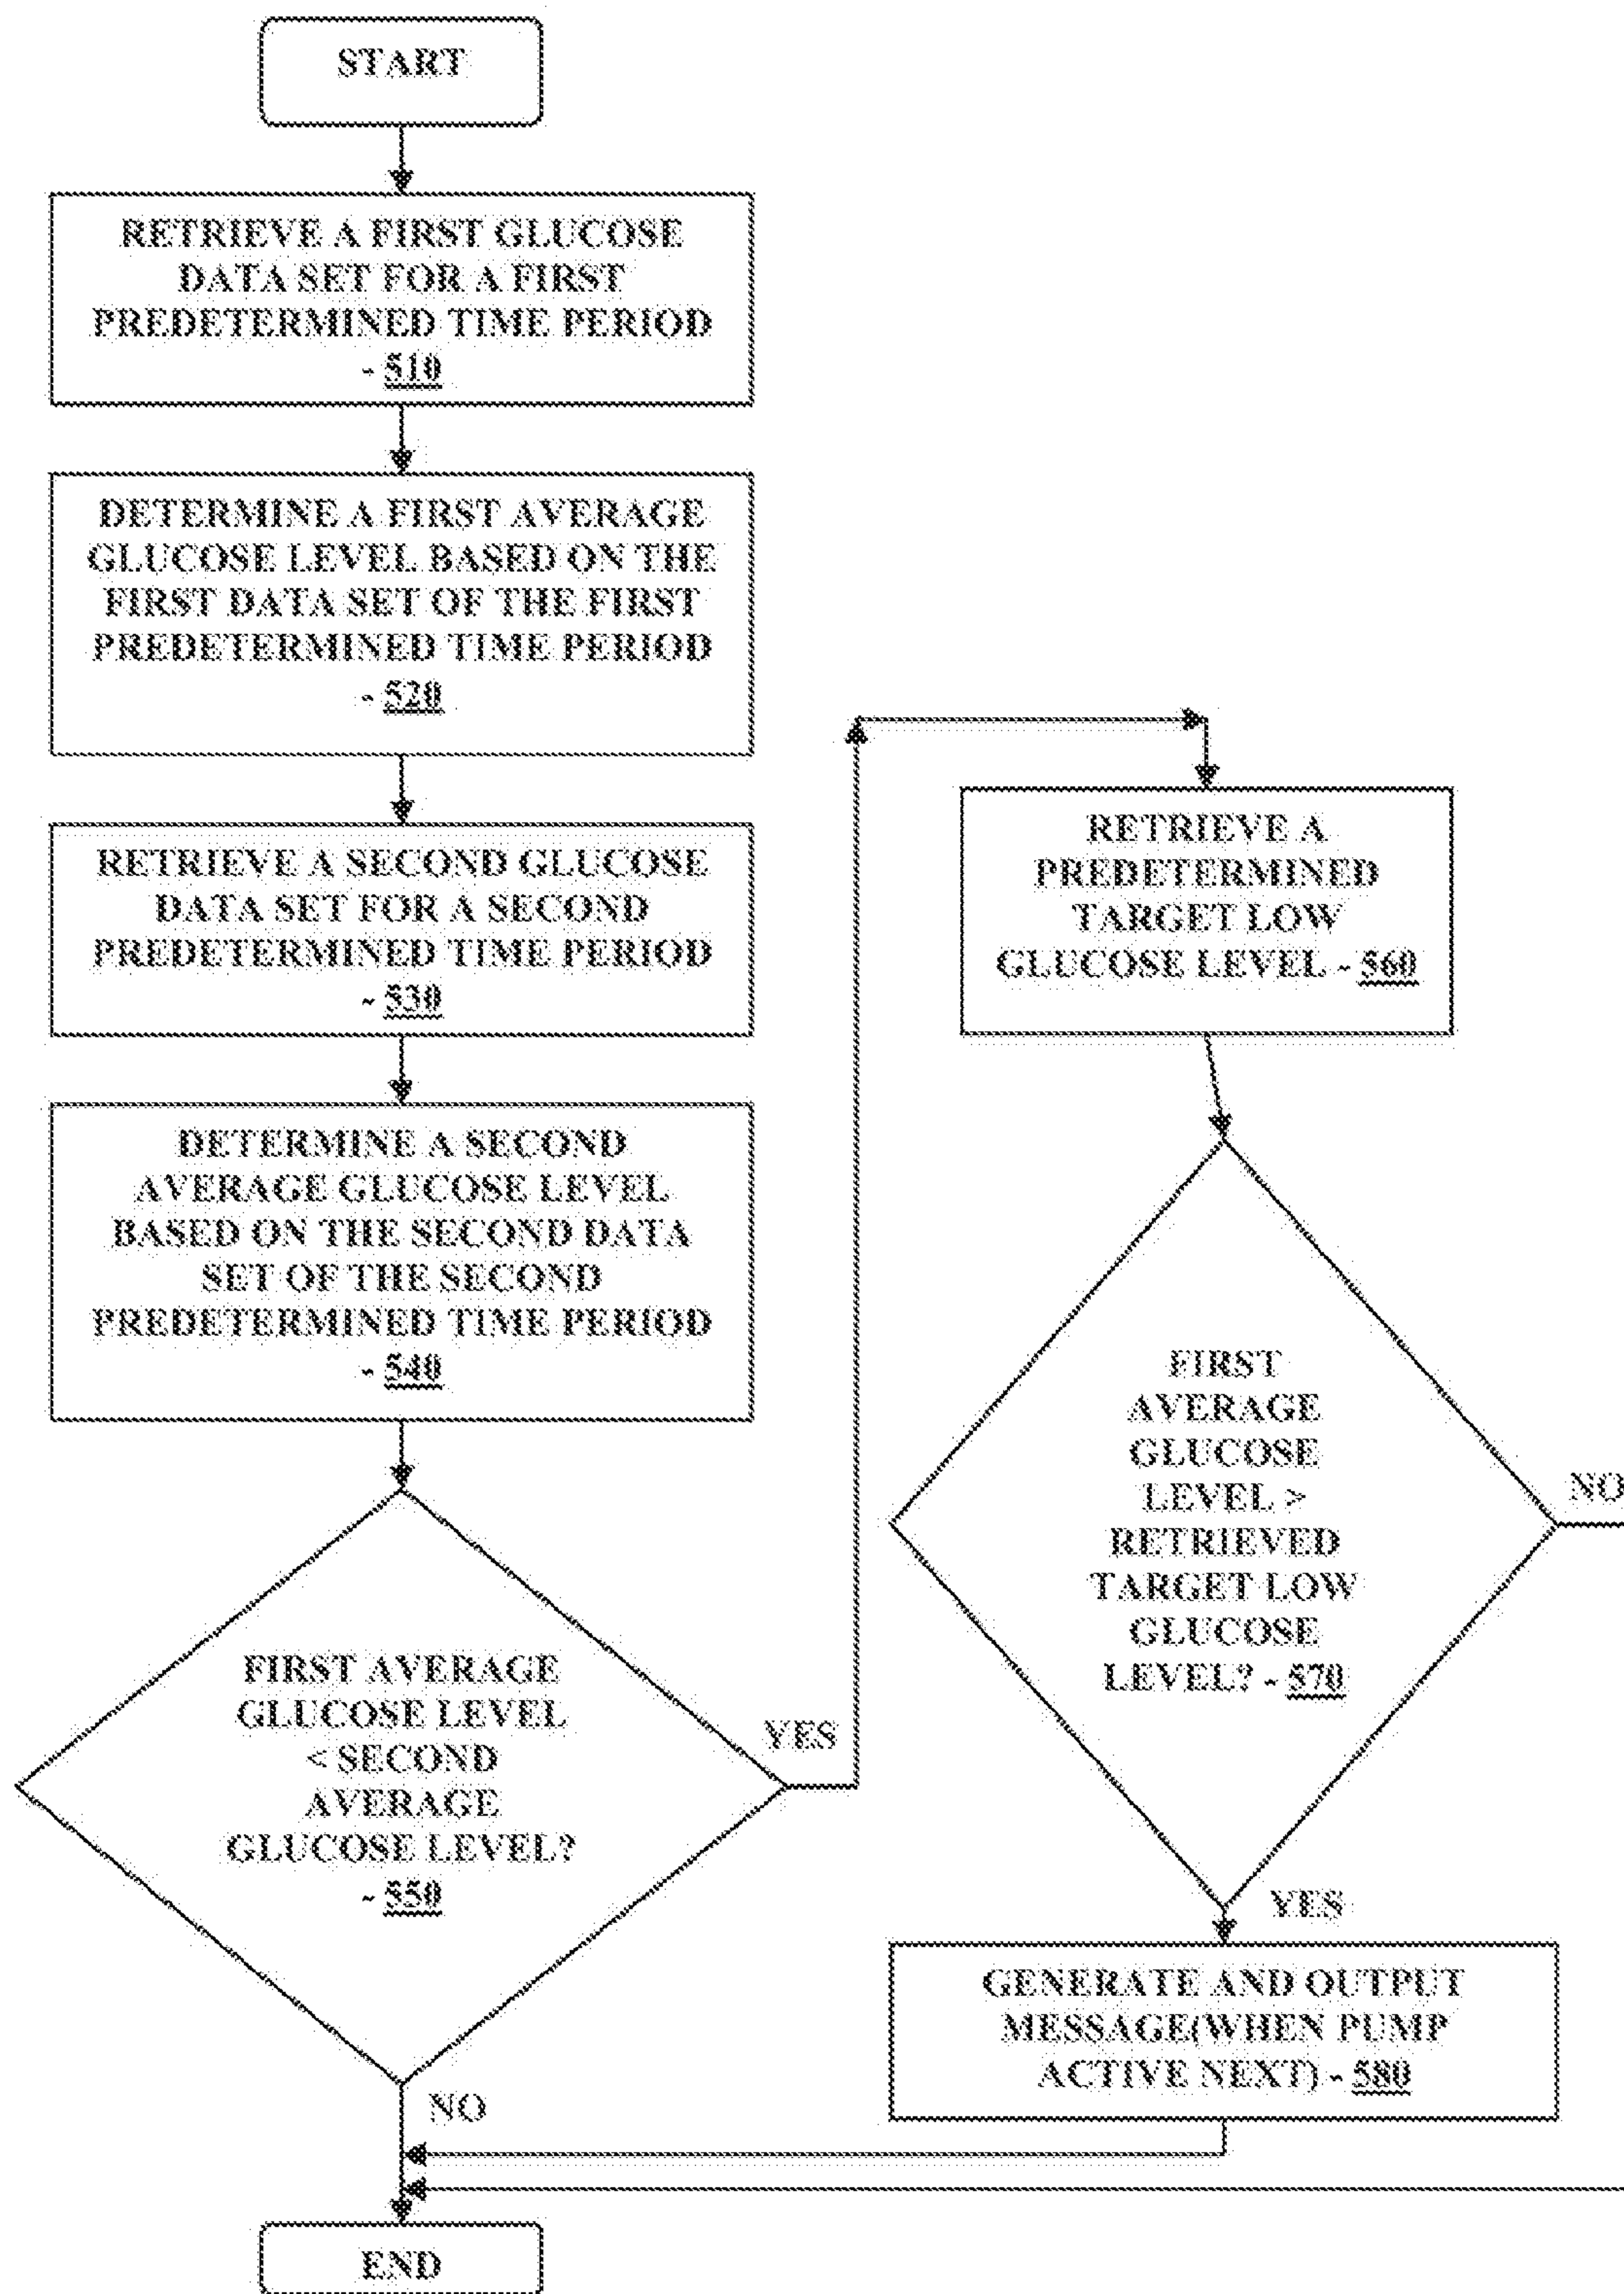 START
RETRIEVE A FIRST GLUCOSE
DATA SET FOR A FIRST
PREDETERMINED TIME PERIOD
- 510
DETERMINE A FIRST AVERAGE
GLUCOSE LEVEL BASED ON THE
FIRST DATA SET OF THE FIRST
PREDETERMINED TIME PERIOD
- 520
RETRIEVE A SECOND GLUCOSE
DATA SET FOR A SECOND
PREDETERMINED TIME PERIOD
- 530
DETERMINE A SECOND
AVERAGE GLUCOSE LEVEL
BASED ON THE SECOND DATA
SET OF THE SECOND
PREDETERMINED TIME PERIOD
- 540
FIRST AVERAGE
GLUCOSE LEVEL
< SECOND
AVERAGE
GLUCOSE LEVEL?
- 550
YES
NO
RETRIEVE A
PREDETERMINED
TARGET LOW
GLUCOSE LEVEL - 560
FIRST
AVERAGE
GLUCOSE
LEVEL >
RETRIEVED
TARGET LOW
GLUCOSE
LEVEL? - 570
NO
YES
GENERATE AND OUTPUT
MESSAGE(WHEN PUMP
ACTIVE NEXT) - 580
END